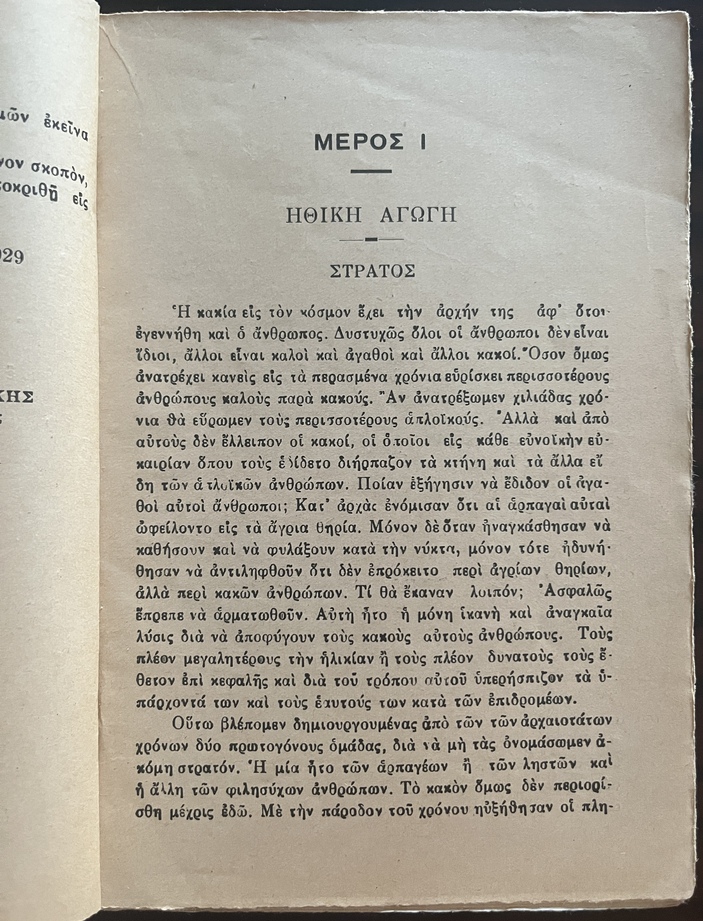 μῶν ἐκεῖνα
νον σκοπὸν,
τοκριθῇ εἰς
929
ΚΗΣ
ΜΕΡΟΣ Ι
ΗΘΙΚΗ ΑΓΩΓΗ
ΣΤΡΑΤΟΣ
Ἡ κακία εἰς τὸν κόσμον ἔχει τὴν ἀρχήν της ἀφ' ὅτου
ἐγεννήθη καὶ ὁ ἄνθρωπος. Δυστυχῶς ὅλοι οἱ ἄνθρωποι δὲν εἶναι
ἴδιοι, ἄλλοι εἶναι καλοὶ καὶ ἀγαθοὶ καὶ ἄλλοι κακοί. Ὅσον ὅμως
ἀνατρέχει κανεὶς εἰς τὰ περασμένα χρόνια εὑρίσκει περισσοτέρους
ἀνθρώπους καλοὺς παρὰ κακούς. Ἂν ἀνατρέξωμεν χιλιάδας χρό-
νια θὰ εὕρωμεν τοὺς περισσοτέρους ἁπλοϊκούς. Ἀλλὰ καὶ ἀπὸ
αὐτοὺς δὲν ἔλλειπον οἱ κακοί, οἱ ὁποῖοι εἰς κάθε εὐνοϊκὴν εὐ-
καιρίαν ὅπου τοὺς ἐδίδετο διήρπαζον τὰ κτήνη καὶ τὰ ἄλλα εἴ
δη τῶν ἁπλοϊκῶν ἀνθρώπων. Ποίαν ἐξήγησιν νὰ ἔδιδον οἱ ἀγα-
θοὶ αὐτοὶ ἄνθρωποι; Κατ' ἀρχὰς ἐνόμισαν ὅτι αἱ ἁρπαγαὶ αὐταὶ
ὠφείλοντο εἰς τὰ ἄγρια θηρία. Μόνον δὲ ὅταν ἠναγκάσθησαν νὰ
καθήσουν καὶ νὰ φυλάξουν κατὰ τὴν νύκτα, μόνον τότε ἠδυνή-
θησαν νὰ ἀντιληφθοῦν ὅτι δὲν ἐπρόκειτο περὶ ἀγρίων θηρίων,
ἀλλὰ περὶ κακῶν ἀνθρώπων. Τί θὰ ἔκαναν λοιπόν; Ἀσφαλῶς
ἔπρεπε νὰ ἁρματωθοῦν. Αὐτὴ ἦτο ἡ μόνη ἱκανὴ καὶ ἀναγκαία
λύσις διὰ νὰ ἀποφύγουν τοὺς κακοὺς αὐτοὺς ἀνθρώπους. Τοὺς
πλέον μεγαλητέρους τὴν ἡλικίαν ἢ τοὺς πλέον δυνατοὺς τοὺς ἔ-
θετον ἐπὶ κεφαλῆς καὶ διὰ τοῦ τρόπου αὐτοῦ ὑπερήσπιζον τὰ ὑ-
πάρχοντά των καὶ τοὺς ἑαυτούς των κατὰ τῶν ἐπιδρομέων.
Οὕτω βλέπομεν δημιουργουμένας ἀπὸ τῶν τῶν ἀρχαιοτάτων
χρόνων δύο πρωτογόνους ὁμάδας, διὰ νὰ μὴ τὰς ὀνομάσωμεν ἀ-
κόμη στρατόν. Ἡ μία ἦτο τῶν ἁρπαγέων ἢ τῶν ληστῶν καὶ
ἡ ἄλλη τῶν φιλησύχων ἀνθρώπων. Τὸ κακὸν ὅμως δὲν περιορί-
σθη μέχρις ἐδῶ. Μὲ τὴν πάροδον τοῦ χρόνου ηὐξήθησαν οἱ πλη-